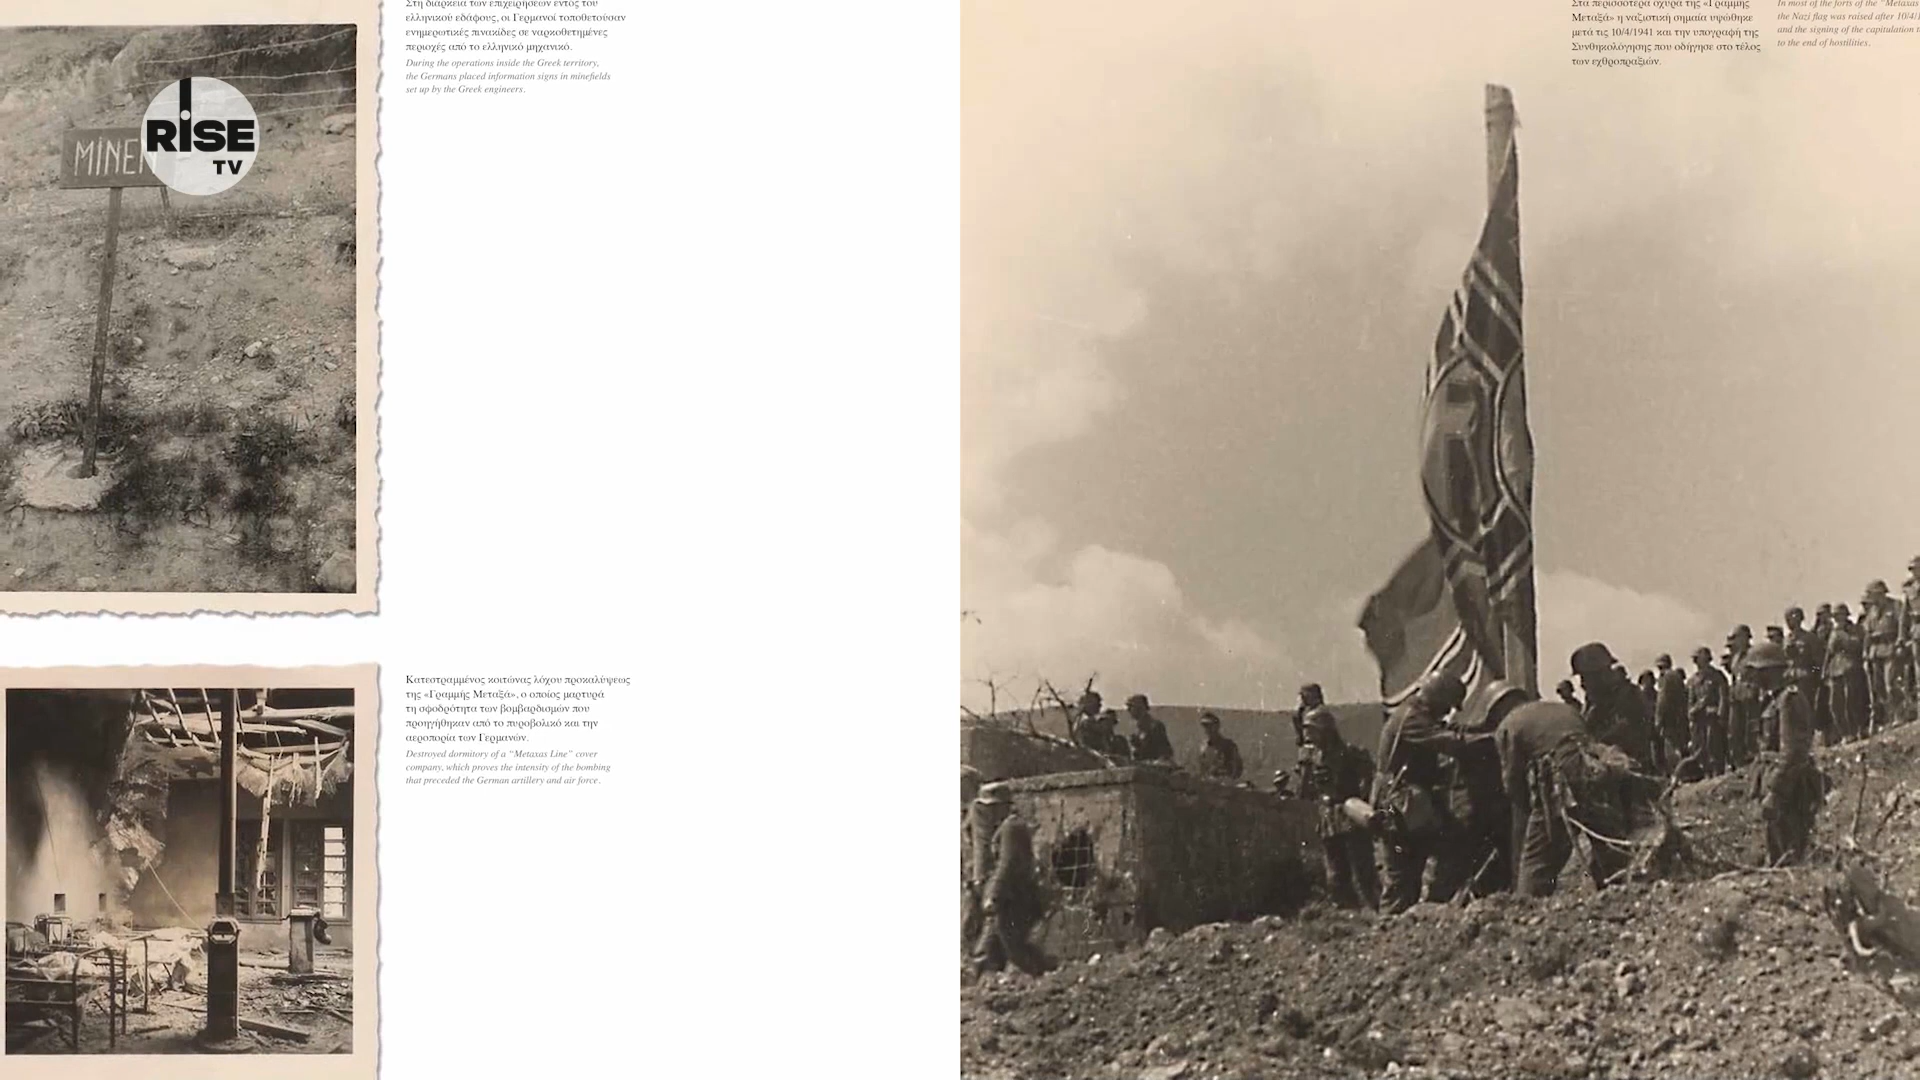 Στη διάρκεια των επιχειρήσεων εντός του
ελληνικού εδάφους, οι Γερμανοί τοποθετούσαν
ενημερωτικές πινακίδες σε ναρκοθετημένες
περιοχές από το ελληνικό μηχανικό.
During the operations inside the Greek territory,
the Germans placed information signs in minefields
set up by the Greek engineers.
MINEN
RISE
TV
Κατεστραμμένος κοιτώνας λόχου προκαλύψεως
της «Γραμμής Μεταξά», ο οποίος μαρτυρά
τη σφοδρότητα των βομβαρδισμών που
προηγήθηκαν από το πυροβολικό και την
αεροπορία των Γερμανών.
Destroyed dormitory of a "Metaxas Line" cover
company, which proves the intensity of the bombing
that preceded the German artillery and air force.
Στα περισσότερα οχυρά της «Γραμμής
Μεταξά» η ναζιστική σημαία υψώθηκε
μετά τις 10/4/1941 και την υπογραφή της
Συνθηκολόγησης που οδήγησε στο τέλος
των εχθροπραξιών.
In most of the forts of the "Metaxas
the Nazi flag was raised after 10/4/1
and the signing of the capitulation
to the end of hostilities.